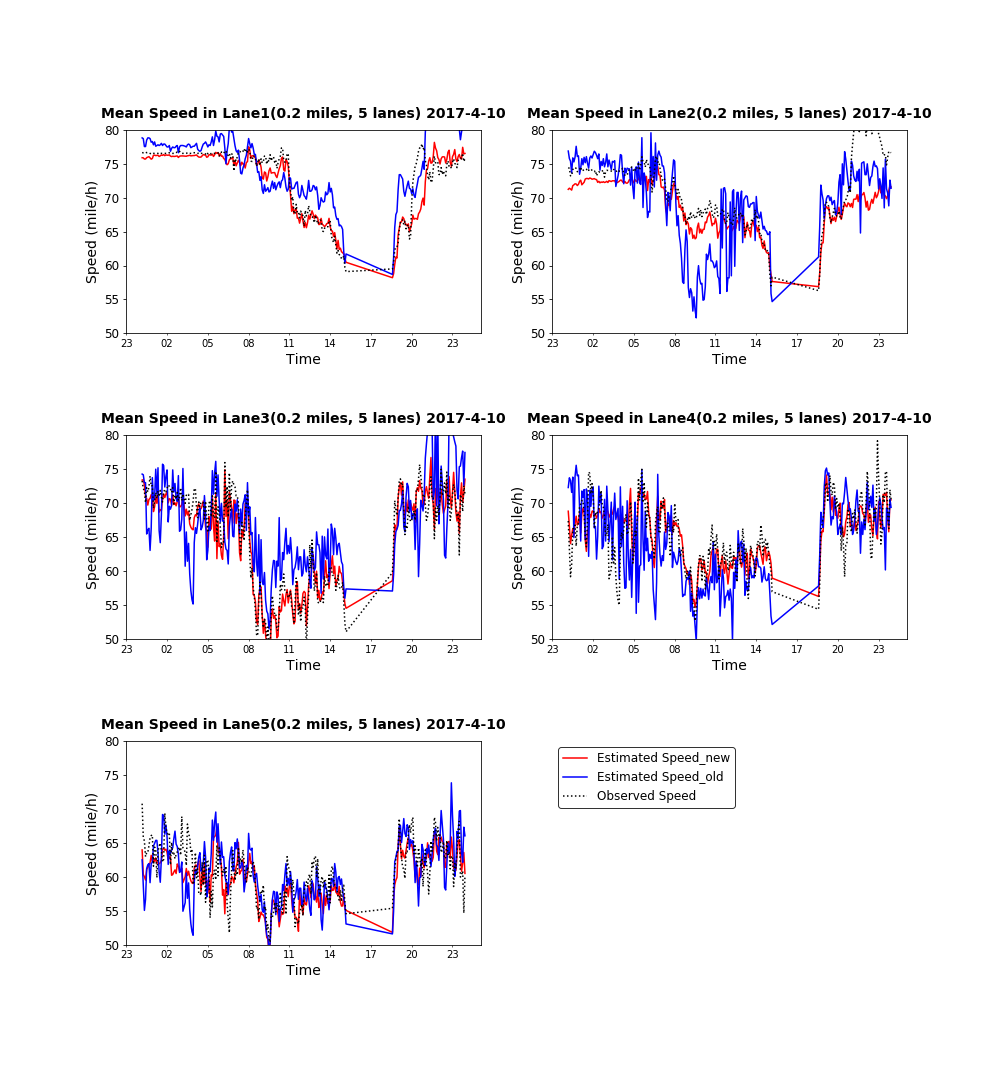 Mean Speed in Lane1(0.2 miles, 5 lanes) 2017-4-10
80
75
70
65
60
55
50
Speed (mile/h)
23 02 05 08 11 14 17 20 23
Time
Mean Speed in Lane2(0.2 miles, 5 lanes) 2017-4-10
80
75
70
65
60
55
50
Speed (mile/h)
23 02 05 08 11 14 17 20 23
Time
Mean Speed in Lane3(0.2 miles, 5 lanes) 2017-4-10
80
75
70
65
60
55
50
Speed (mile/h)
23 02 05 08 11 14 17 20 23
Time
Mean Speed in Lane4(0.2 miles, 5 lanes) 2017-4-10
80
75
70
65
60
55
50
Speed (mile/h)
23 02 05 08 11 14 17 20 23
Time
Mean Speed in Lane5(0.2 miles, 5 lanes) 2017-4-10
80
75
70
65
60
55
50
Speed (mile/h)
23 02 05 08 11 14 17 20 23
Time
Estimated Speed_new
Estimated Speed_old
Observed Speed